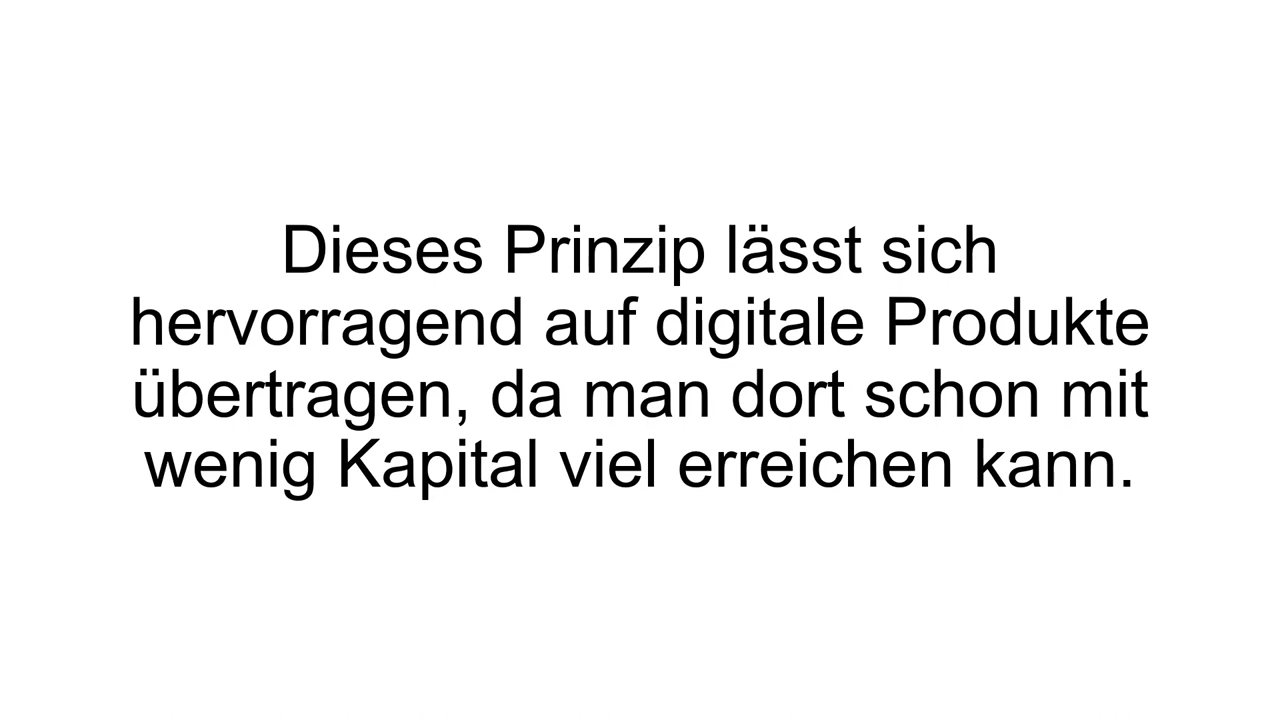 Dieses Prinzip lässt sich
hervorragend auf digitale Produkte
übertragen, da man dort schon mit
wenig Kapital viel erreichen kann.